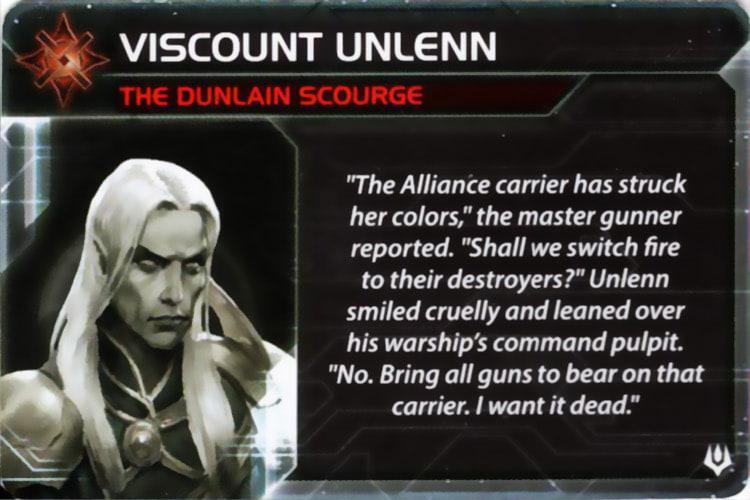 VISCOUNT UNLENN
THE DUNLAIN SCOURGE
"The Alliance carrier has struck
her colors," the master gunner
reported. "Shall we switch fire
to their destroyers?" Unlenn
smiled cruelly and leaned over
his warship's command pulpit.
"No. Bring all guns to bear on that
carrier. I want it dead."